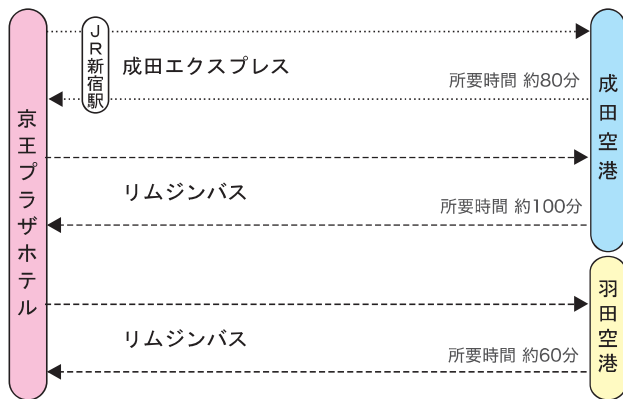 京王プラザホテル
JR新宿駅
成田エクスプレス
所要時間 約80分
リムジンバス
所要時間 約100分
成田空港
リムジンバス
所要時間 約60分
羽田空港